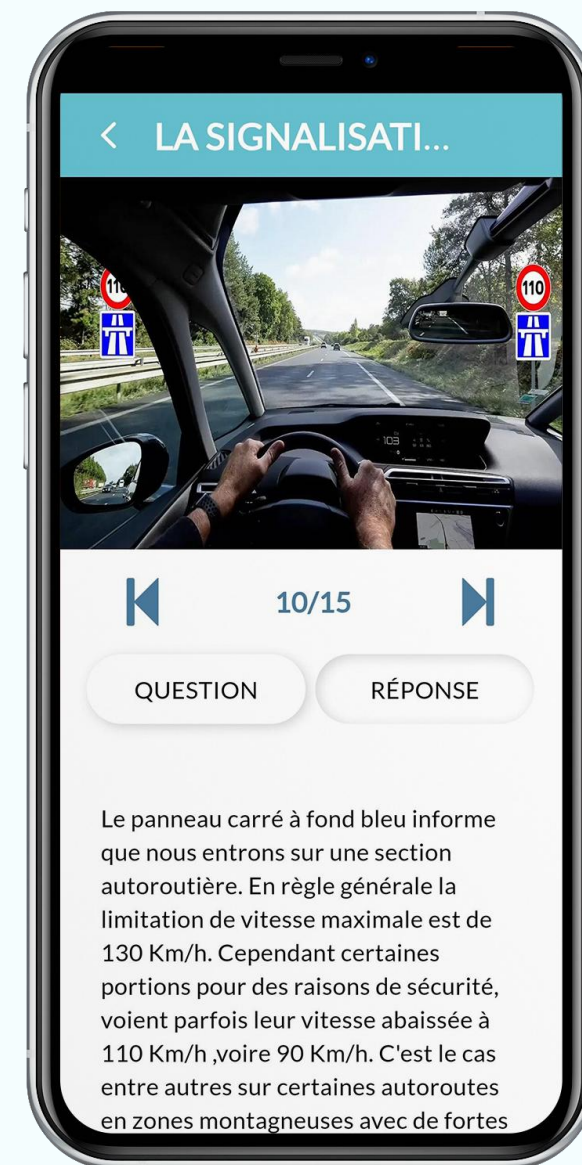 LA SIGNALISATI...
110
110
103
10/15
QUESTION
RÉPONSE
Le panneau carré à fond bleu informe
que nous entrons sur une section
autoroutière. En règle générale la
limitation de vitesse maximale est de
130 Km/h. Cependant certaines
portions pour des raisons de sécurité,
voient parfois leur vitesse abaissée à
110 Km/h ,voire 90 Km/h. C'est le cas
entre autres sur certaines autoroutes
en zones montagneuses avec de fortes